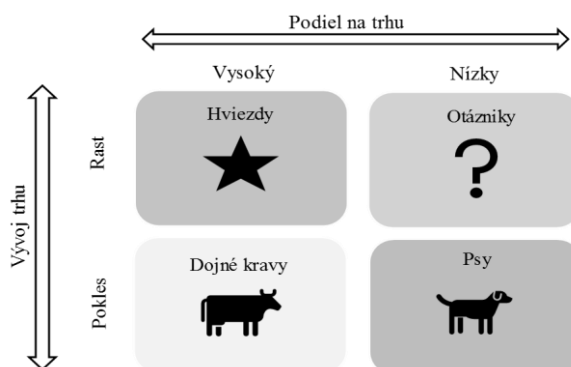 Podiel na trhu
Vysoký
Nízky
Vývoj trhu
Rast
Hviezdy
Otázniky
?
Pokles
Dojné kravy
Psy